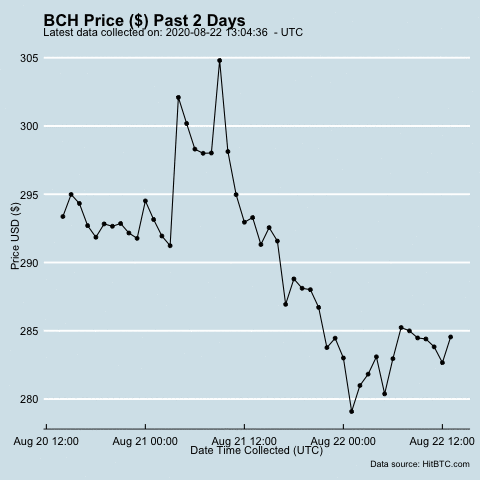 BCH Price ($) Past 2 Days
Latest data collected on: 2020-08-22 13:04:36 - UTC
305
300
295
290
285
280
Price USD ($)
Aug 20 12:00 Aug 21 00:00 Aug 21 12:00 Aug 22 00:00 Aug 22 12:00
Date Time Collected (UTC)
Data source: HitBTC.com